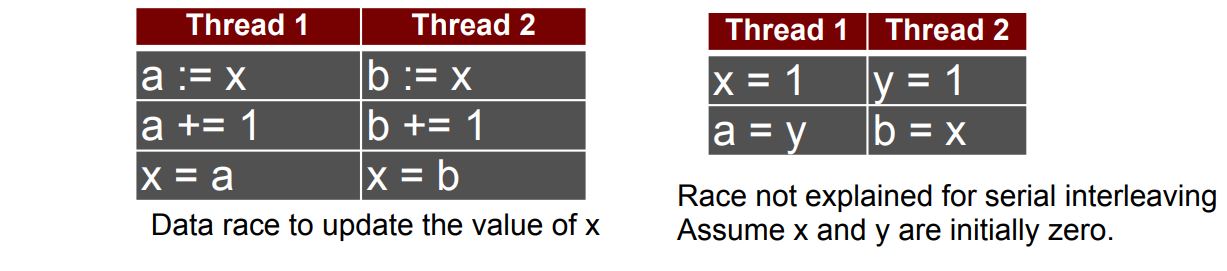 Thread 1 Thread 2
a := x b := x
a += 1 b += 1
x = a x = b
Data race to update the value of x
Thread 1 Thread 2
x = 1 y = 1
a = y b = x
Race not explained for serial interleaving
Assume x and y are initially zero.